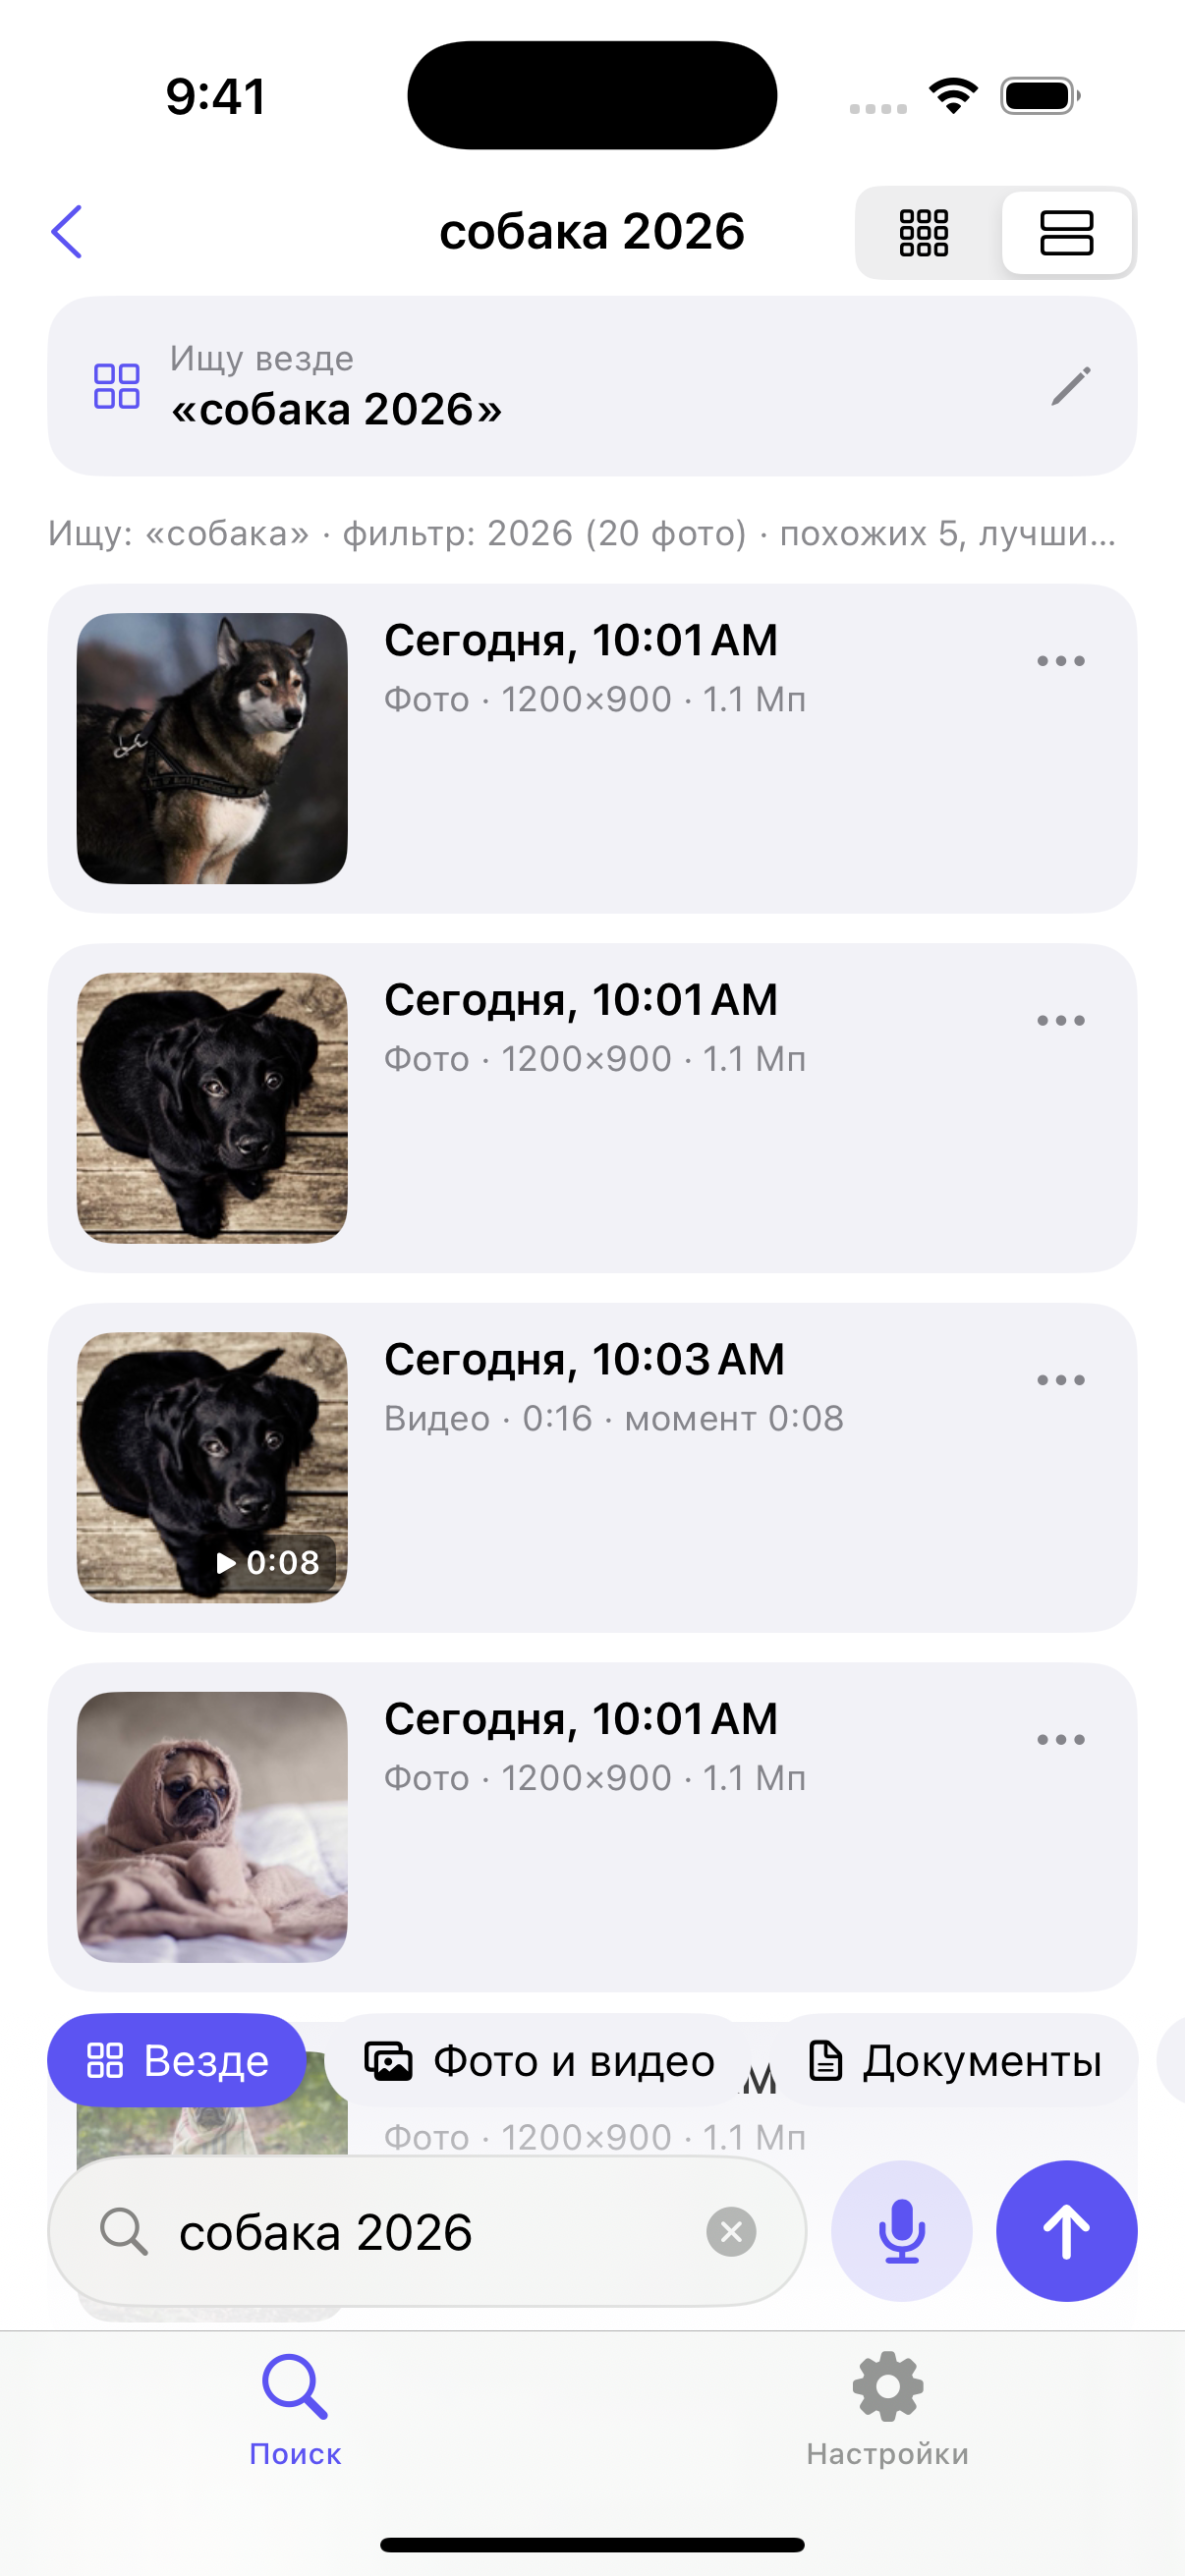 9:41
собака 2026
Ищу везде
«собака 2026»
Ищу: «собака» · фильтр: 2026 (20 фото) · похожих 5, лучши...
Сегодня, 10:01 AM
Фото · 1200×900 · 1.1 Мп
Сегодня, 10:01 AM
Фото · 1200×900 · 1.1 Мп
Сегодня, 10:03 AM
Видео · 0:16 · момент 0:08
0:08
Сегодня, 10:01 AM
Фото · 1200×900 · 1.1 Мп
Везде
Фото и видео
Документы
Фото · 1200×900 · 1.1 Мп
собака 2026
Поиск
Настройки